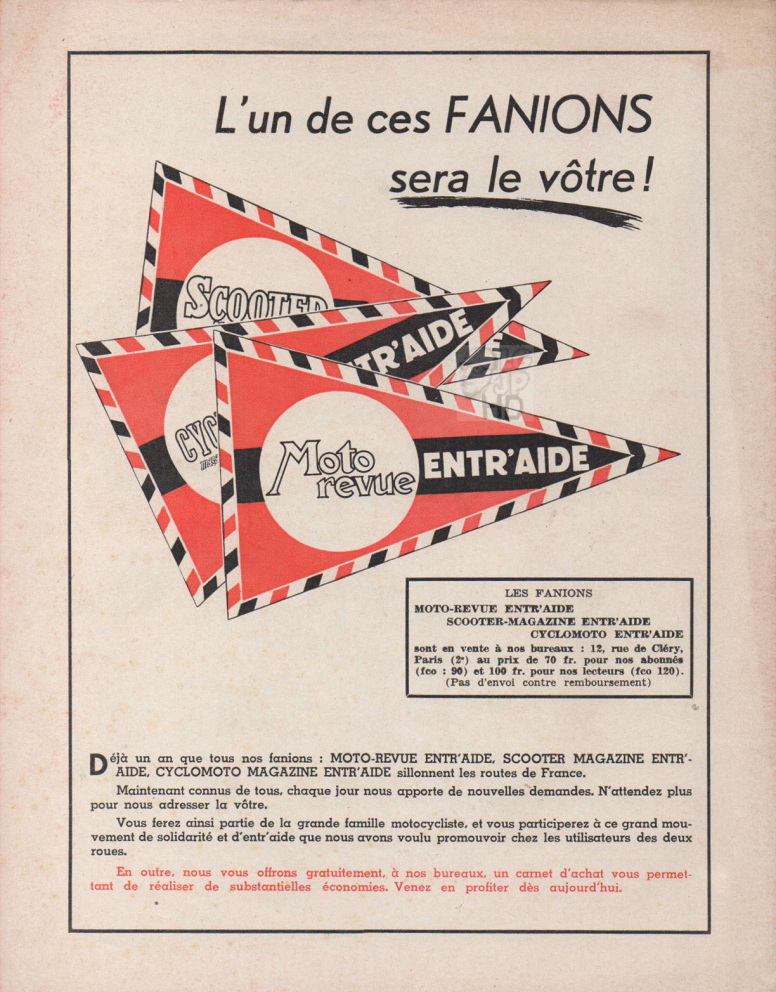 L'un de ces FANIONS
sera le vôtre !
SCOOTER
TR'AIDE
E
CYC
Moto
revue
ENTR'AIDE
LES FANIONS
MOTO-REVUE ENTR'AIDE
SCOOTER-MAGAZINE ENTR'AIDE
CYCLOMOTO ENTR'AIDE
sont en vente à nos bureaux : 12, rue de Cléry,
Paris (2e) au prix de 70 fr. pour nos abonnés
(fco : 90) et 100 fr. pour nos lecteurs (fco 120).
(Pas d'envoi contre remboursement)
Déjà un an que tous nos fanions : MOTO-REVUE ENTR'AIDE, SCOOTER MAGAZINE ENTR'-
AIDE, CYCLOMOTO MAGAZINE ENTR'AIDE sillonnent les routes de France.
Maintenant connus de tous, chaque jour nous apporte de nouvelles demandes. N'attendez plus
pour nous adresser la vôtre.
Vous ferez ainsi partie de la grande famille motocycliste, et vous participerez à ce grand mou-
vement de solidarité et d'entr'aide que nous avons voulu promouvoir chez les utilisateurs des deux
roues.
En outre, nous vous offrons gratuitement, à nos bureaux, un carnet d'achat vous permet-
tant de réaliser de substantielles économies. Venez en profiter dès aujourd'hui.